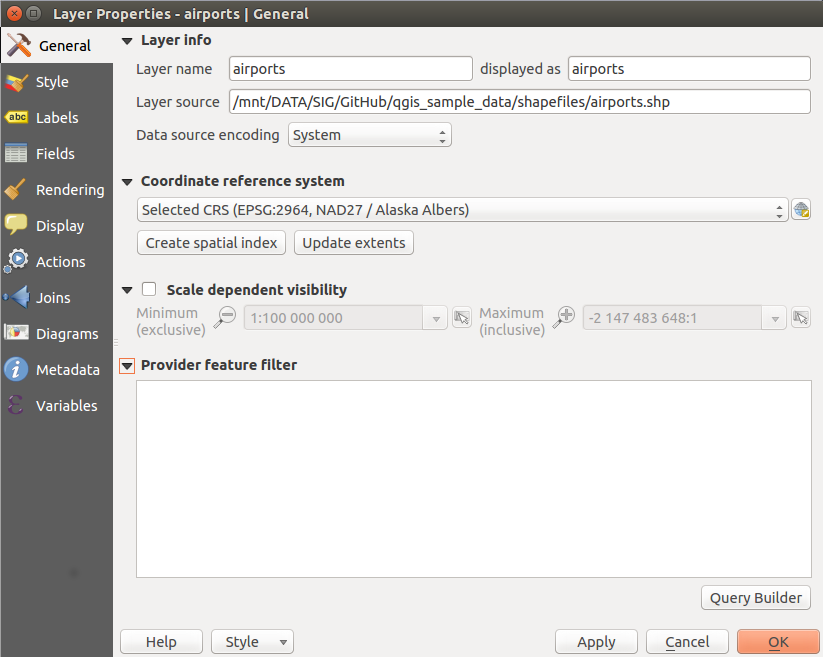 Layer Properties - airports | General
General
Style
abc Labels
Fields
Rendering
Display
Actions
Joins
Diagrams
Metadata
Variables
Layer info
Layer name airports displayed as airports
Layer source /mnt/DATA/SIG/GitHub/qgis_sample_data/shapefiles/airports.shp
Data source encoding System
Coordinate reference system
Selected CRS (EPSG:2964, NAD27 / Alaska Albers)
Create spatial index Update extents
Scale dependent visibility
Minimum (exclusive) 1:100 000 000 Maximum (inclusive) -2 147 483 648:1
Provider feature filter
Query Builder
Help Style Apply Cancel OK